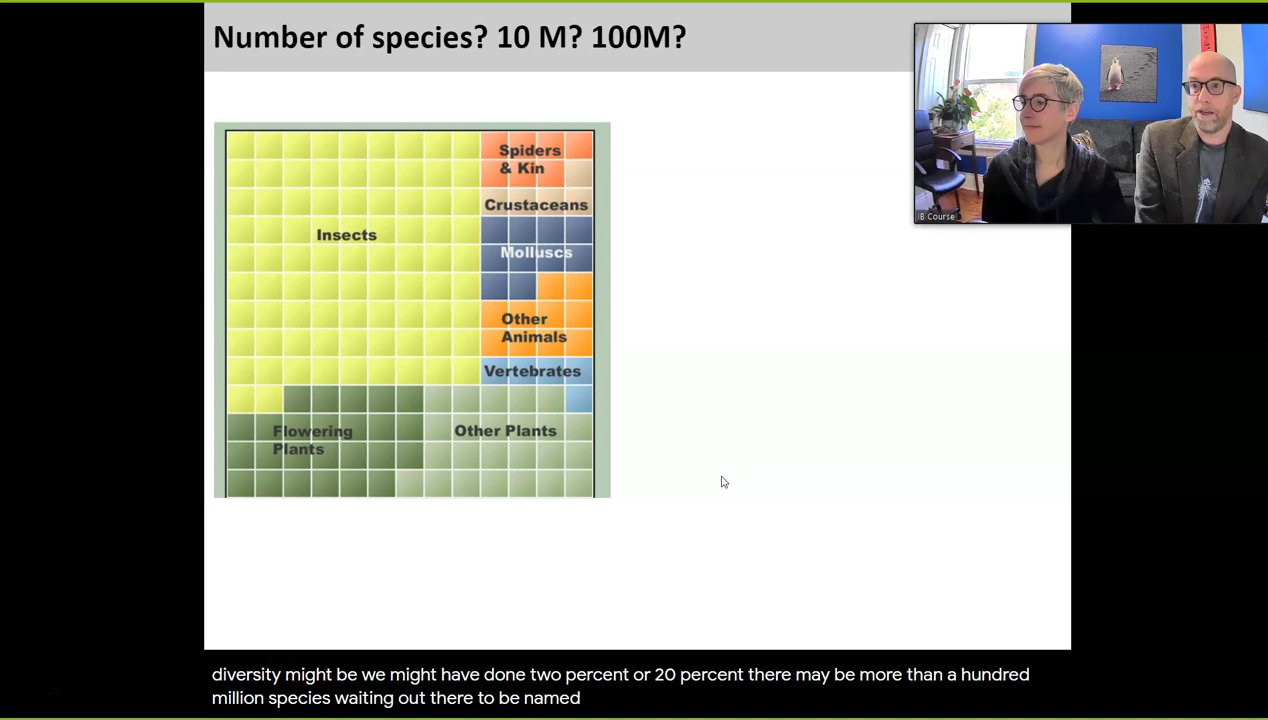 Number of species? 10 M? 100M?
Spiders
& Kin
Crustaceans
Insects
Molluscs
Other
Animals
Vertebrates
Flowering
Plants
Other Plants
IB Course
diversity might be we might have done two percent or 20 percent there may be more than a hundred
million species waiting out there to be named